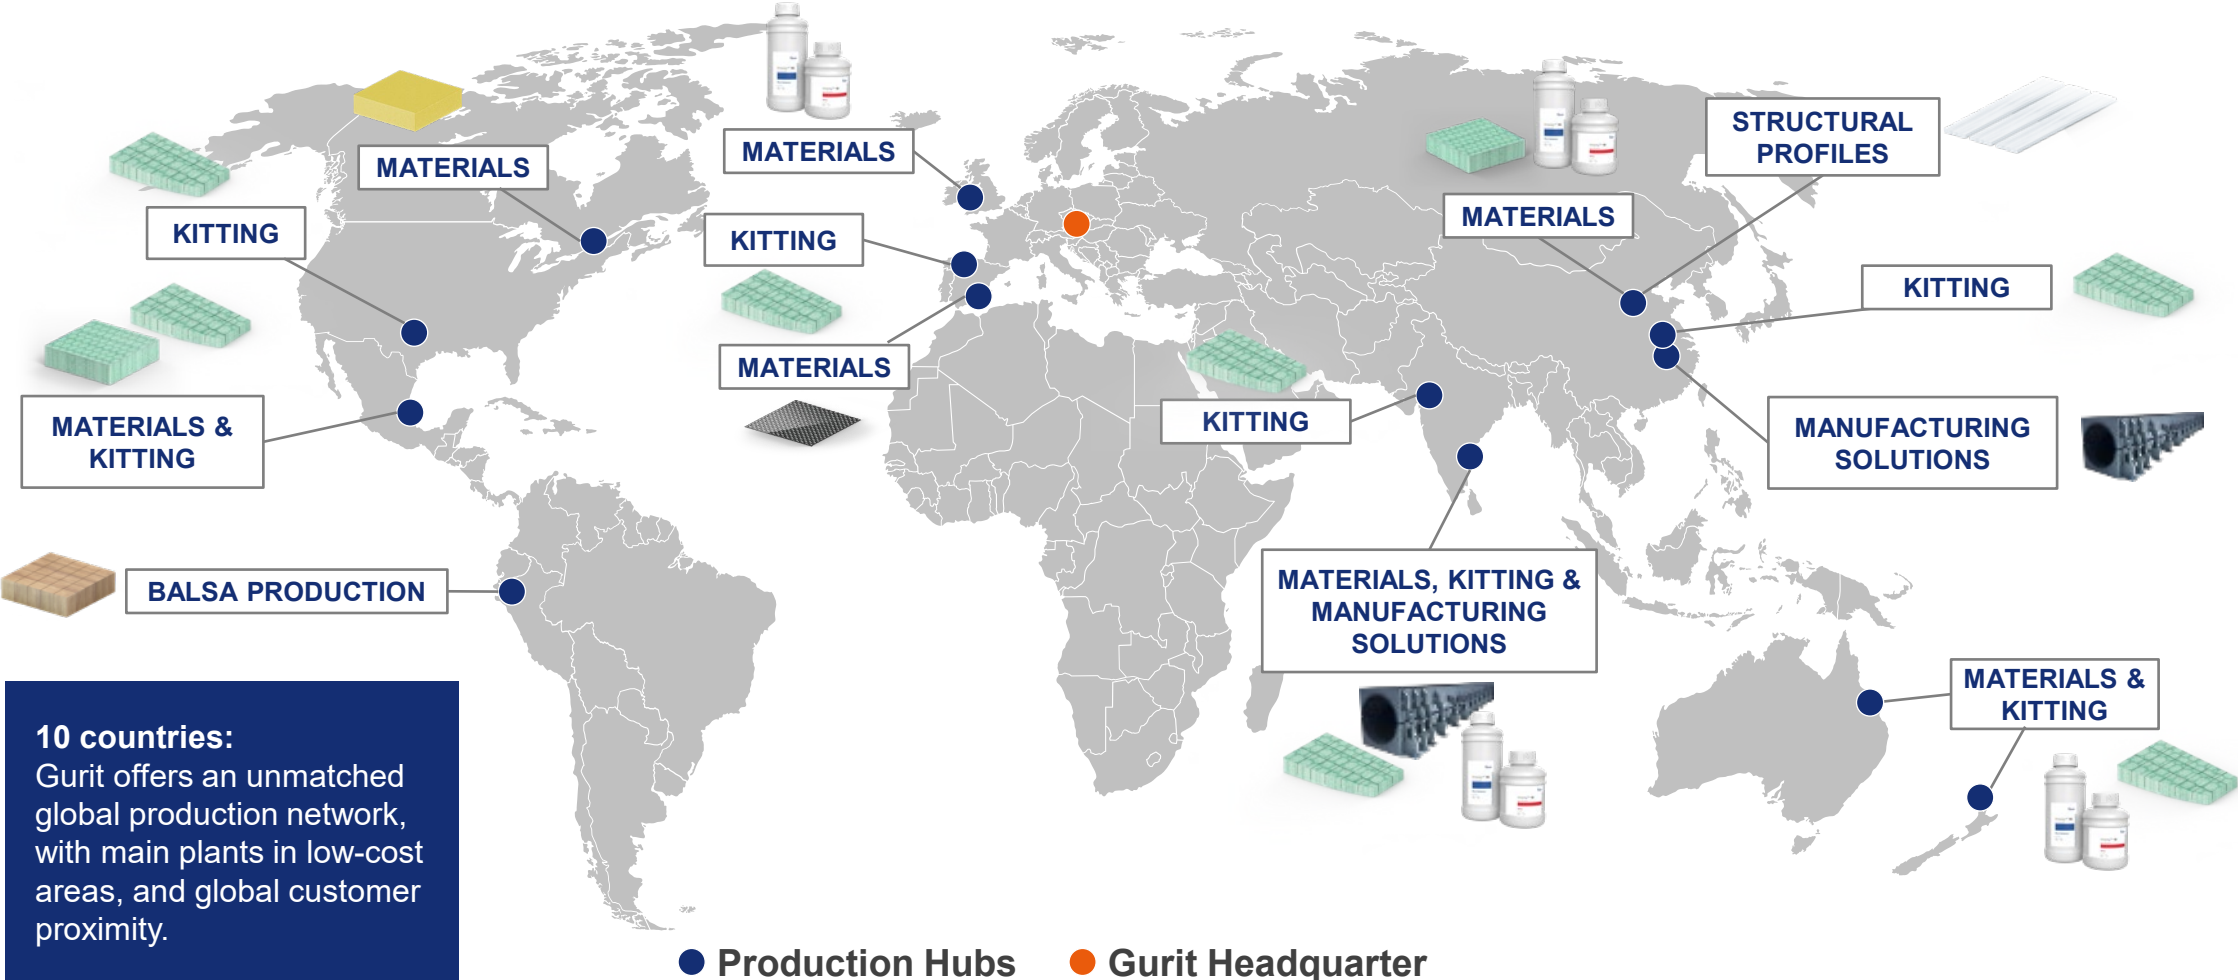 MATERIALS
KITTING
MATERIALS &
KITTING
BALSA PRODUCTION
MATERIALS
KITTING
MATERIALS
STRUCTURAL
PROFILES
MATERIALS
KITTING
KITTING
MANUFACTURING
SOLUTIONS
MATERIALS, KITTING &
MANUFACTURING
SOLUTIONS
MATERIALS &
KITTING
10 countries:
Gurit offers an unmatched
global production network,
with main plants in low-cost
areas, and global customer
proximity.
Production Hubs
Gurit Headquarter